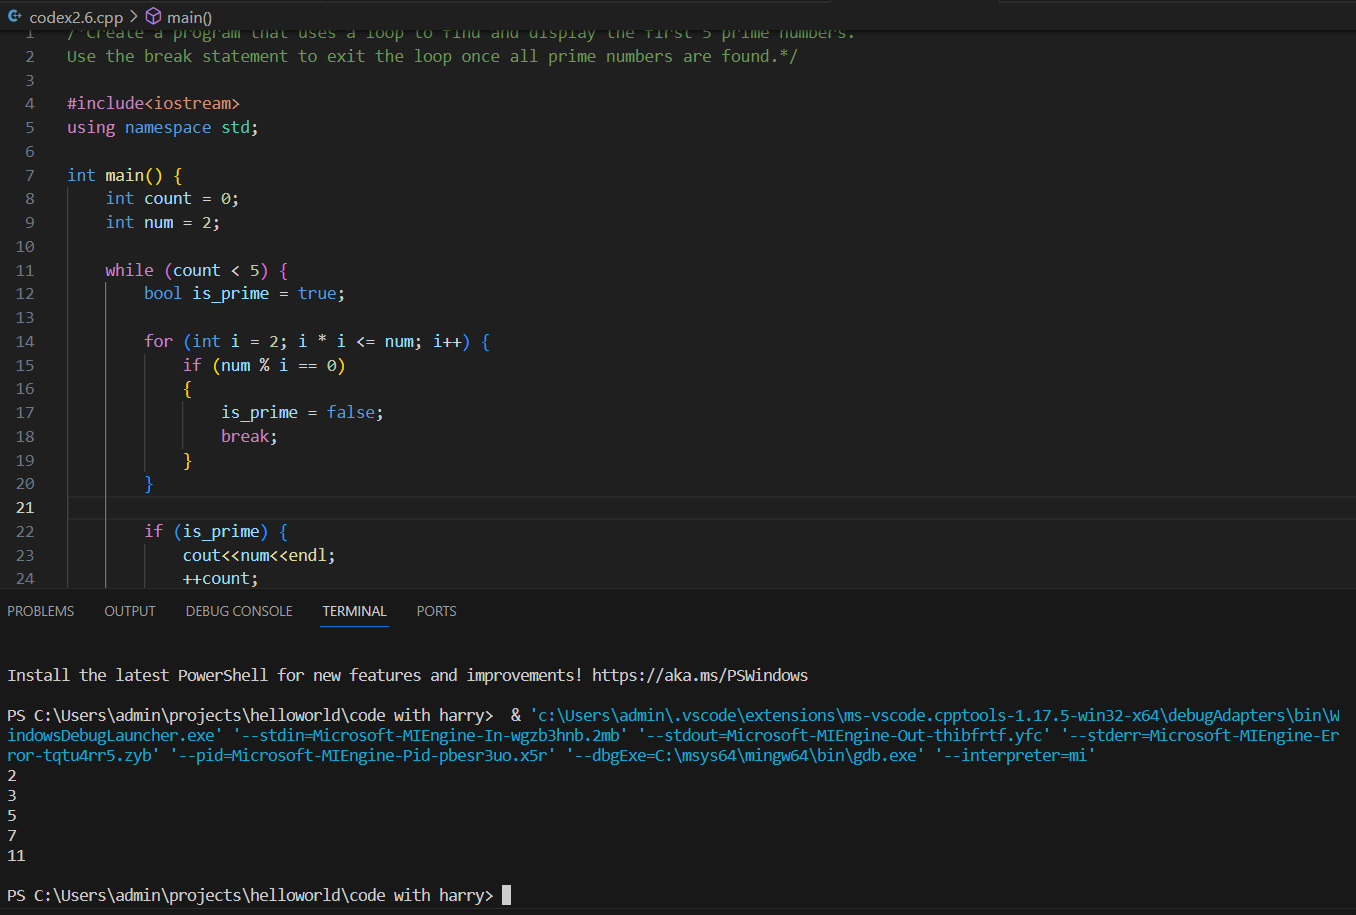 codex2.6.cpp > main()
1 /*Create a program that uses a loop to find and display the first 5 prime numbers.
2 Use the break statement to exit the loop once all prime numbers are found.*/
3
4 #include<iostream>
5 using namespace std;
6
7 int main() {
8 int count = 0;
9 int num = 2;
10
11 while (count < 5) {
12 bool is_prime = true;
13
14 for (int i = 2; i * i <= num; i++) {
15 if (num % i == 0)
16 {
17 is_prime = false;
18 break;
19 }
20 }
21
22 if (is_prime) {
23 cout<<num<<endl;
24 ++count;
PROBLEMS OUTPUT DEBUG CONSOLE TERMINAL PORTS
Install the latest PowerShell for new features and improvements! https://aka.ms/PSWindows
PS C:\Users\admin\projects\helloworld\code with harry>  & 'c:\Users\admin\.vscode\extensions\ms-vscode.cpptools-1.17.5-win32-x64\debugAdapters\bin\W
indowsDebugLauncher.exe' '--stdin=Microsoft-MIEngine-In-wgzb3hnb.2mb' '--stdout=Microsoft-MIEngine-Out-thibfrtf.yfc' '--stderr=Microsoft-MIEngine-Er
ror-tqtu4rr5.zyb' '--pid=Microsoft-MIEngine-Pid-pbesr3uo.x5r' '--dbgExe=C:\msys64\mingw64\bin\gdb.exe' '--interpreter=mi'
2
3
5
7
11
PS C:\Users\admin\projects\helloworld\code with harry>